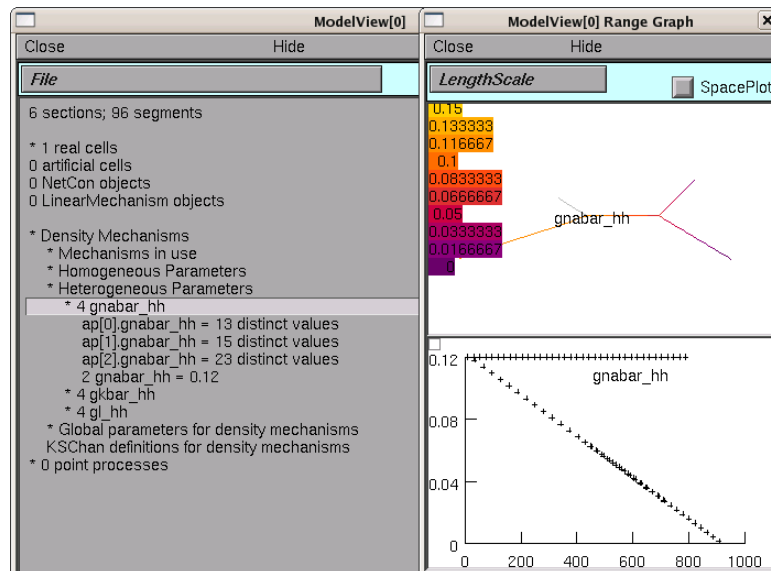 ModelView[0]
Close Hide
File
6 sections; 96 segments
* 1 real cells
0 artificial cells
0 NetCon objects
0 LinearMechanism objects
* Density Mechanisms
* Mechanisms in use
* Homogeneous Parameters
* Heterogeneous Parameters
* 4 gnabar_hh
ap[0].gnabar_hh = 13 distinct values
ap[1].gnabar_hh = 15 distinct values
ap[2].gnabar_hh = 23 distinct values
2 gnabar_hh = 0.12
* 4 gkbar_hh
* 4 gl_hh
* Global parameters for density mechanisms
KSChan definitions for density mechanisms
* 0 point processes
ModelView[0] Range Graph
Close Hide
LengthScale SpacePlot
0.15
0.133333
0.116667
0.1
0.0833333
0.0666667
0.05
0.0333333
0.0166667
0
gnabar_hh
0.12
gnabar_hh
0.08
0.04
0
0 200 400 600 800 1000